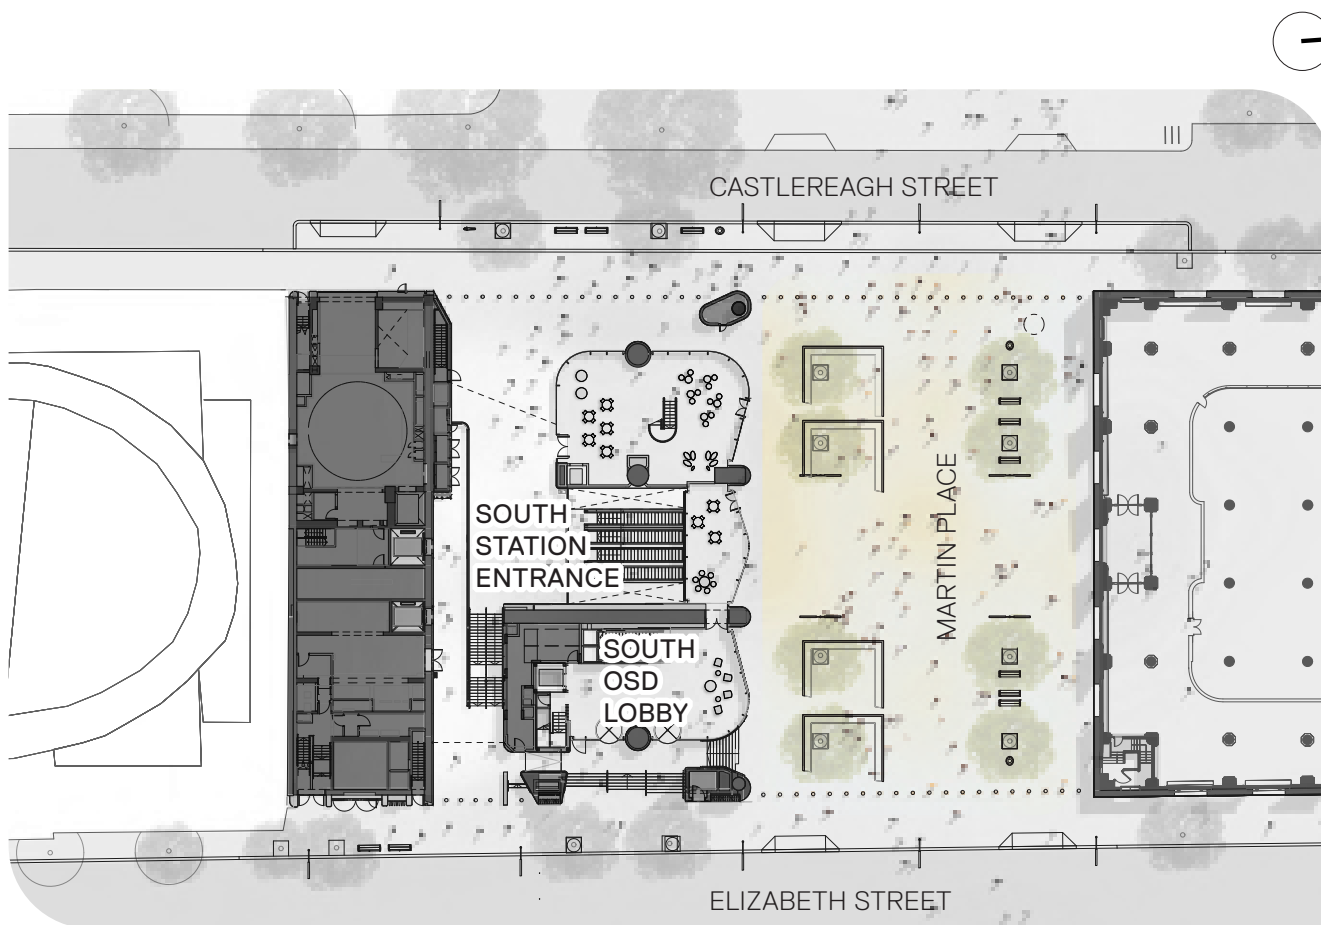 CASTLEREAGH STREET
SOUTH
STATION
ENTRANCE
MARTIN PLACE
SOUTH
OSD
LOBBY
ELIZABETH STREET